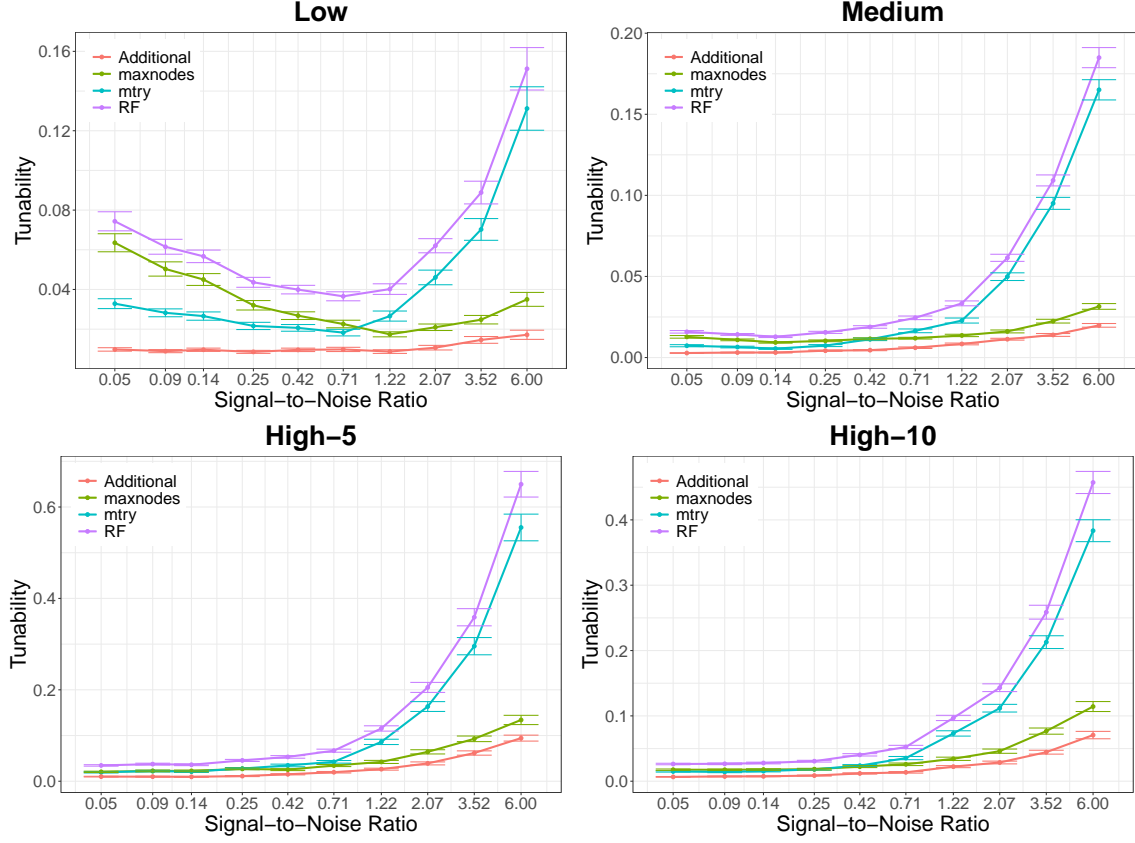 Low
0.16
0.12
0.08
0.04
Tunability
Additional
maxnodes
mtry
RF
0.05 0.09 0.14 0.25 0.42 0.71 1.22 2.07 3.52 6.00
Signal−to−Noise Ratio
Medium
0.20
0.15
0.10
0.05
0.00
Tunability
Additional
maxnodes
mtry
RF
0.05 0.09 0.14 0.25 0.42 0.71 1.22 2.07 3.52 6.00
Signal−to−Noise Ratio
High−5
0.6
0.4
0.2
0.0
Tunability
Additional
maxnodes
mtry
RF
0.05 0.09 0.14 0.25 0.42 0.71 1.22 2.07 3.52 6.00
Signal−to−Noise Ratio
High−10
0.4
0.3
0.2
0.1
0.0
Tunability
Additional
maxnodes
mtry
RF
0.05 0.09 0.14 0.25 0.42 0.71 1.22 2.07 3.52 6.00
Signal−to−Noise Ratio